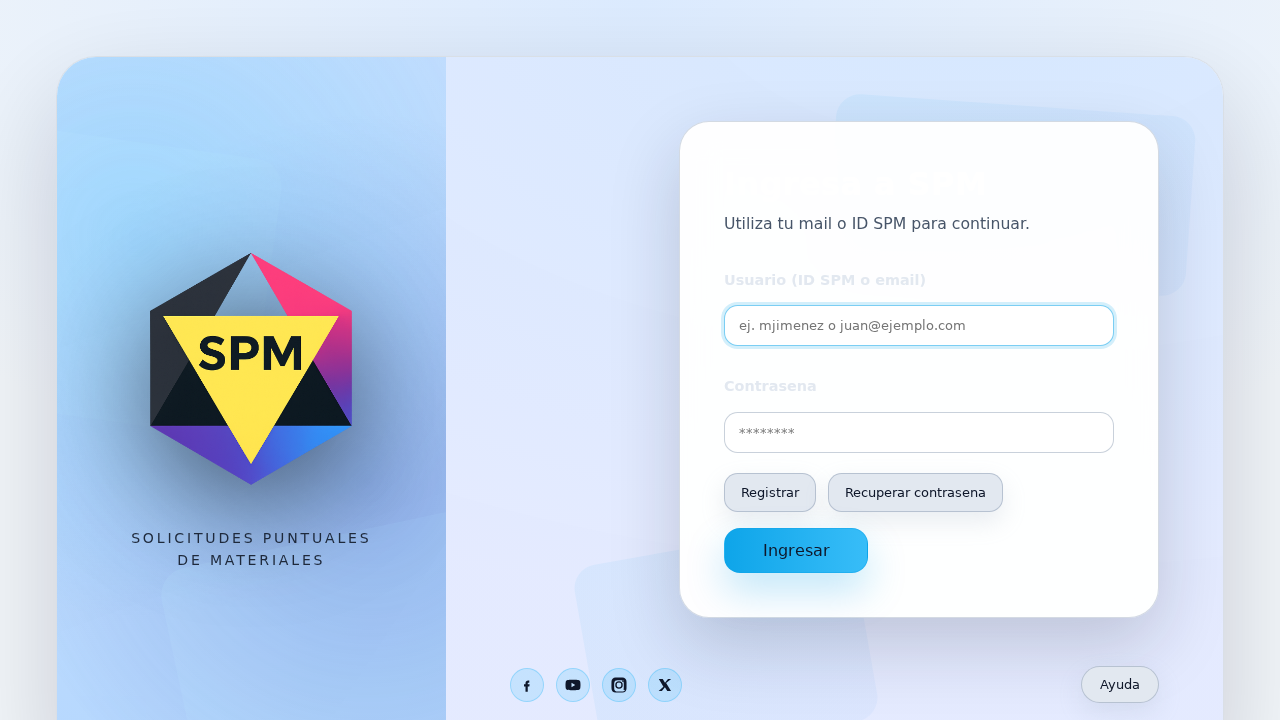 SPM
SOLICITUDES PUNTUALES
DE MATERIALES
Utiliza tu mail o ID SPM para continuar.
Usuario (ID SPM o email)
ej. mjimenez o juan@ejemplo.com
Contrasena
********
Registrar
Recuperar contrasena
Ingresar
Ayuda